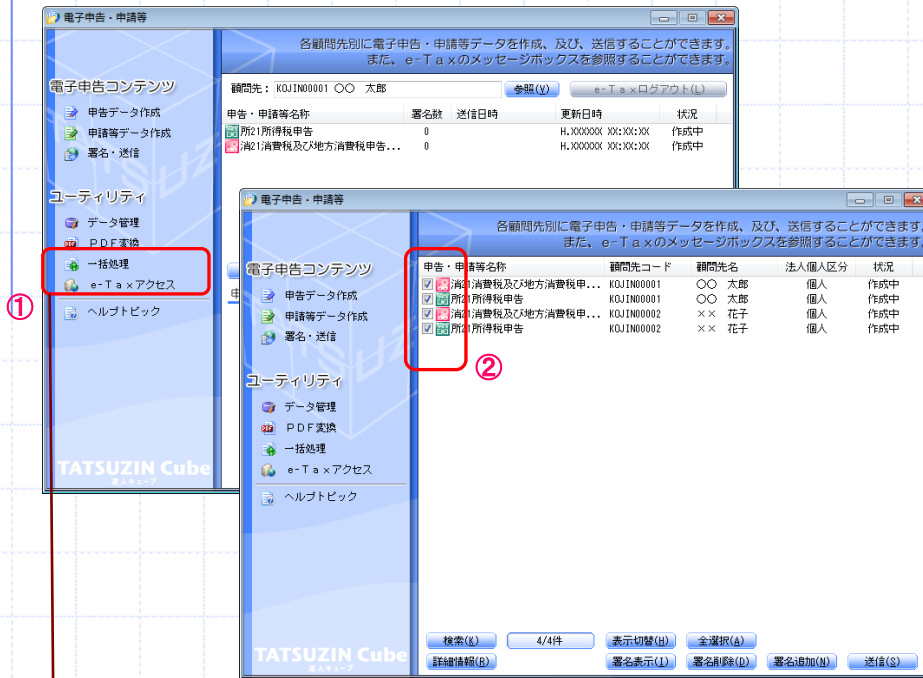 電子申告・申請等
各顧問先別に電子申告・申請等データを作成、及び、送信することができます。
また、e-Taxのメッセージボックスを参照することができます。
電子申告コンテンツ
申告データ作成
申請等データ作成
署名・送信
ユーティリティ
データ管理
PDF変換
一括処理
e-Taxアクセス
ヘルプトピック
TATSUZIN Cube
達人キューブ
顧問先： KOJIN00001 〇〇 太郎 参照(V) e-Taxログアウト(L)
申告・申請等名称 署名数 送信日時 更新日時 状況
所21所得税申告 0 H.XXXXXX XX:XX:XX 作成中
消21消費税及び地方消費税申告... 0 H.XXXXXX XX:XX:XX 作成中
①
電子申告・申請等
各顧問先別に電子申告・申請等データを作成、及び、送信することができます。
また、e-Taxのメッセージボックスを参照することができます。
電子申告コンテンツ
申告データ作成
申請等データ作成
署名・送信
ユーティリティ
データ管理
PDF変換
一括処理
e-Taxアクセス
ヘルプトピック
TATSUZIN Cube
達人キューブ
申告・申請等名称 顧問先コード 顧問先名 法人個人区分 状況
消21消費税及び地方消費税申... KOJIN00001 〇〇 太郎 個人 作成中
所21所得税申告 KOJIN00001 〇〇 太郎 個人 作成中
消21消費税及び地方消費税申... KOJIN00002 ×× 花子 個人 作成中
所21所得税申告 KOJIN00002 ×× 花子 個人 作成中
②
検索(K) 4/4件 表示切替(H) 全選択(A)
詳細情報(R) 署名表示(I) 署名削除(D) 署名追加(N) 送信(S)